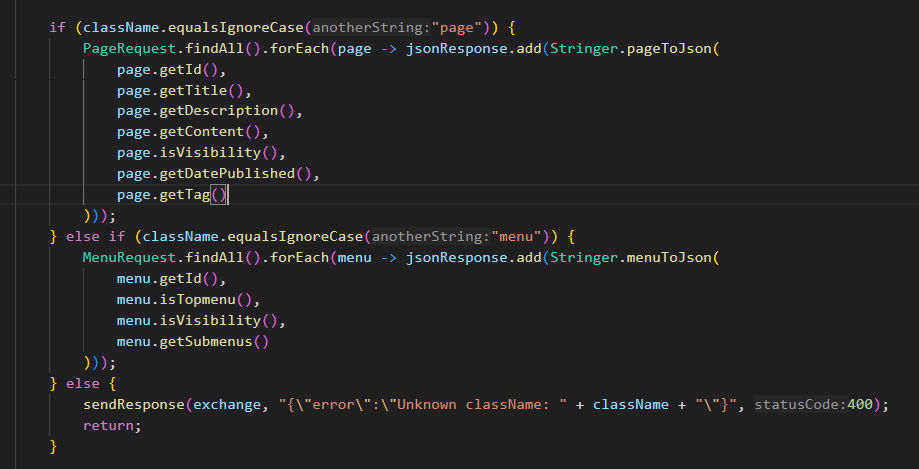 if (className.equalsIgnoreCase(anotherString:"page")) {
PageRequest.findAll().forEach(page -> jsonResponse.add(Stringer.pageToJson(
page.getId(),
page.getTitle(),
page.getDescription(),
page.getContent(),
page.isVisibility(),
page.getDatePublished(),
page.getTag()
)));
} else if (className.equalsIgnoreCase(anotherString:"menu")) {
MenuRequest.findAll().forEach(menu -> jsonResponse.add(Stringer.menuToJson(
menu.getId(),
menu.isTopmenu(),
menu.isVisibility(),
menu.getSubmenus()
)));
} else {
sendResponse(exchange, "{\"error\":\"Unknown className: " + className + "\"}", statusCode:400);
return;
}